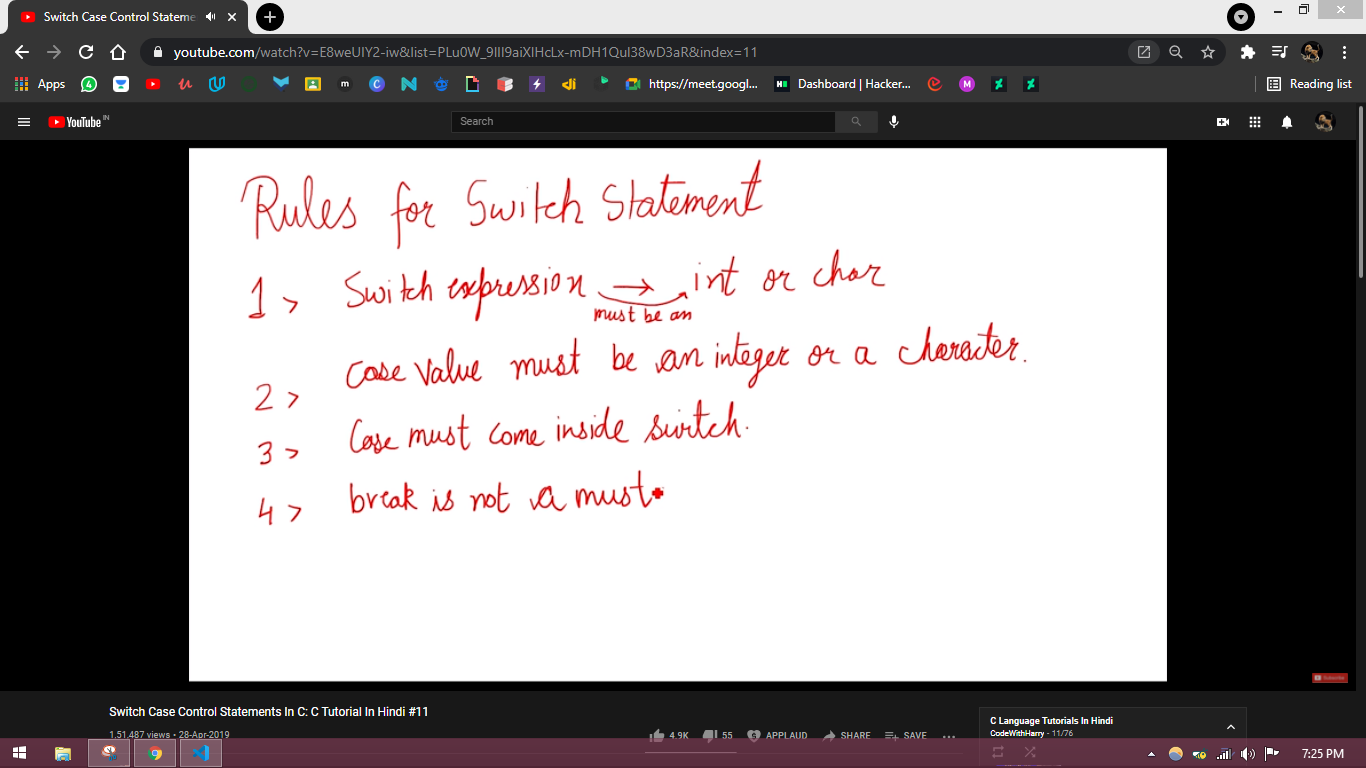 Switch Case Control Stateme
youtube.com/watch?v=E8weUIY2-iw&list=PLu0W_9lII9aiXlHcLx-mDH1Qul38wD3aR&index=11
Apps
https://meet.googl...
Dashboard | Hacker...
Reading list
YouTube IN
Search
Rules for Switch Statement
1> Switch expression → int or char
must be an
2> Case value must be an integer or a character.
3> Case must come inside switch.
4> break is not a must
Subscribe
Switch Case Control Statements In C: C Tutorial In Hindi #11
1,51,487 views • 28-Apr-2019
4.9K 55 APPLAUD SHARE SAVE ...
C Language Tutorials In Hindi
CodeWithHarry - 11/76
7:25 PM